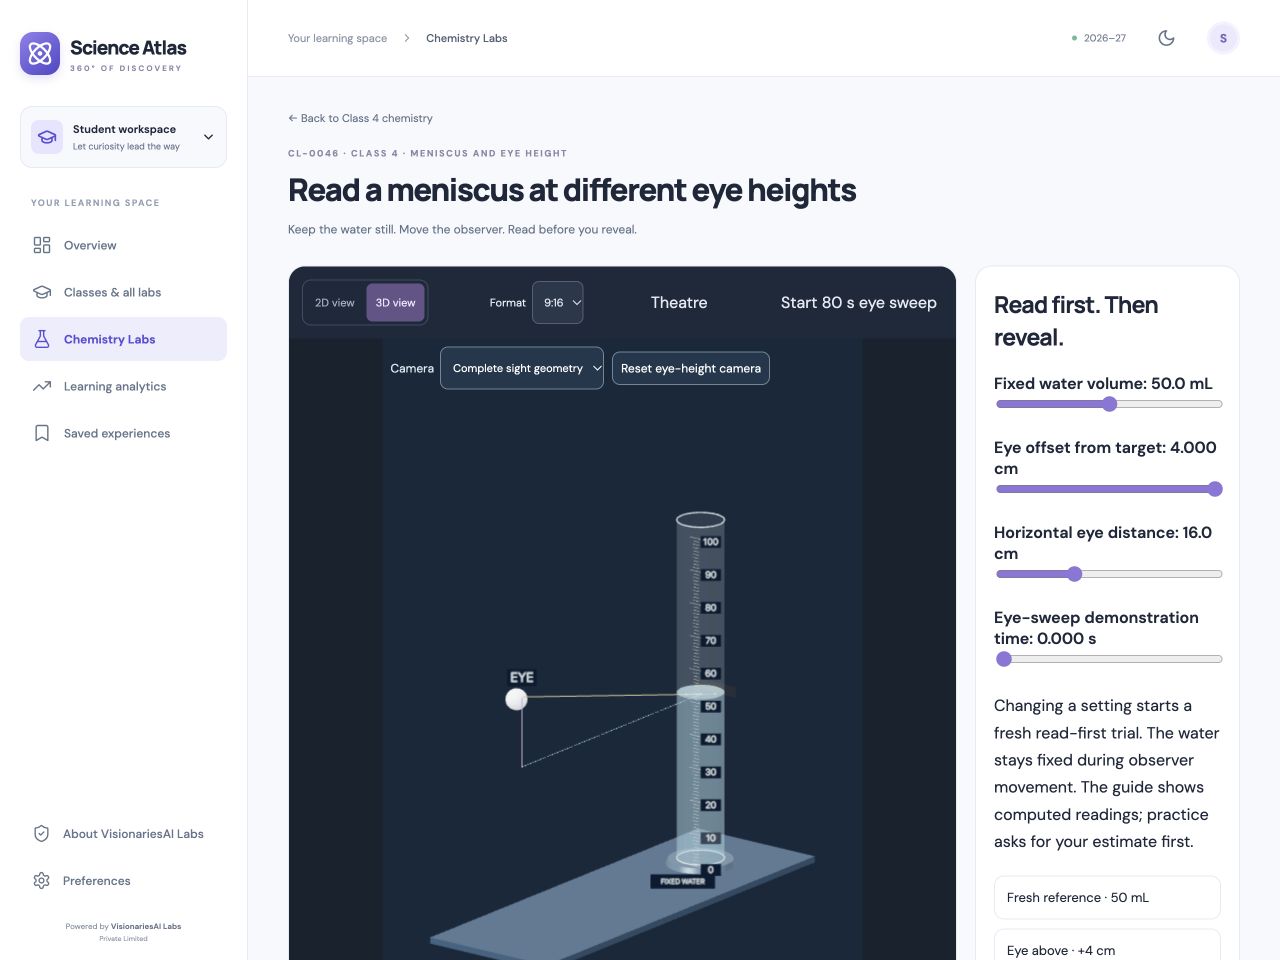 Science Atlas
360° OF DISCOVERY
Student workspace
Let curiosity lead the way
YOUR LEARNING SPACE
Overview
Classes & all labs
Chemistry Labs
Learning analytics
Saved experiences
About VisionariesAI Labs
Preferences
Powered by VisionariesAI Labs
Private Limited
Your learning space > Chemistry Labs
2026–27
S
← Back to Class 4 chemistry
CL-0046 · CLASS 4 · MENISCUS AND EYE HEIGHT
Read a meniscus at different eye heights
Keep the water still. Move the observer. Read before you reveal.
2D view
3D view
Format
9:16
Theatre
Start 80 s eye sweep
Camera
Complete sight geometry
Reset eye-height camera
100
90
80
70
60
EYE
50
40
30
20
10
0
FIXED WATER
Read first. Then
reveal.
Fixed water volume: 50.0 mL
Eye offset from target: 4.000
cm
Horizontal eye distance: 16.0
cm
Eye-sweep demonstration
time: 0.000 s
Changing a setting starts a
fresh read-first trial. The water
stays fixed during observer
movement. The guide shows
computed readings; practice
asks for your estimate first.
Fresh reference · 50 mL
Eye above · +4 cm